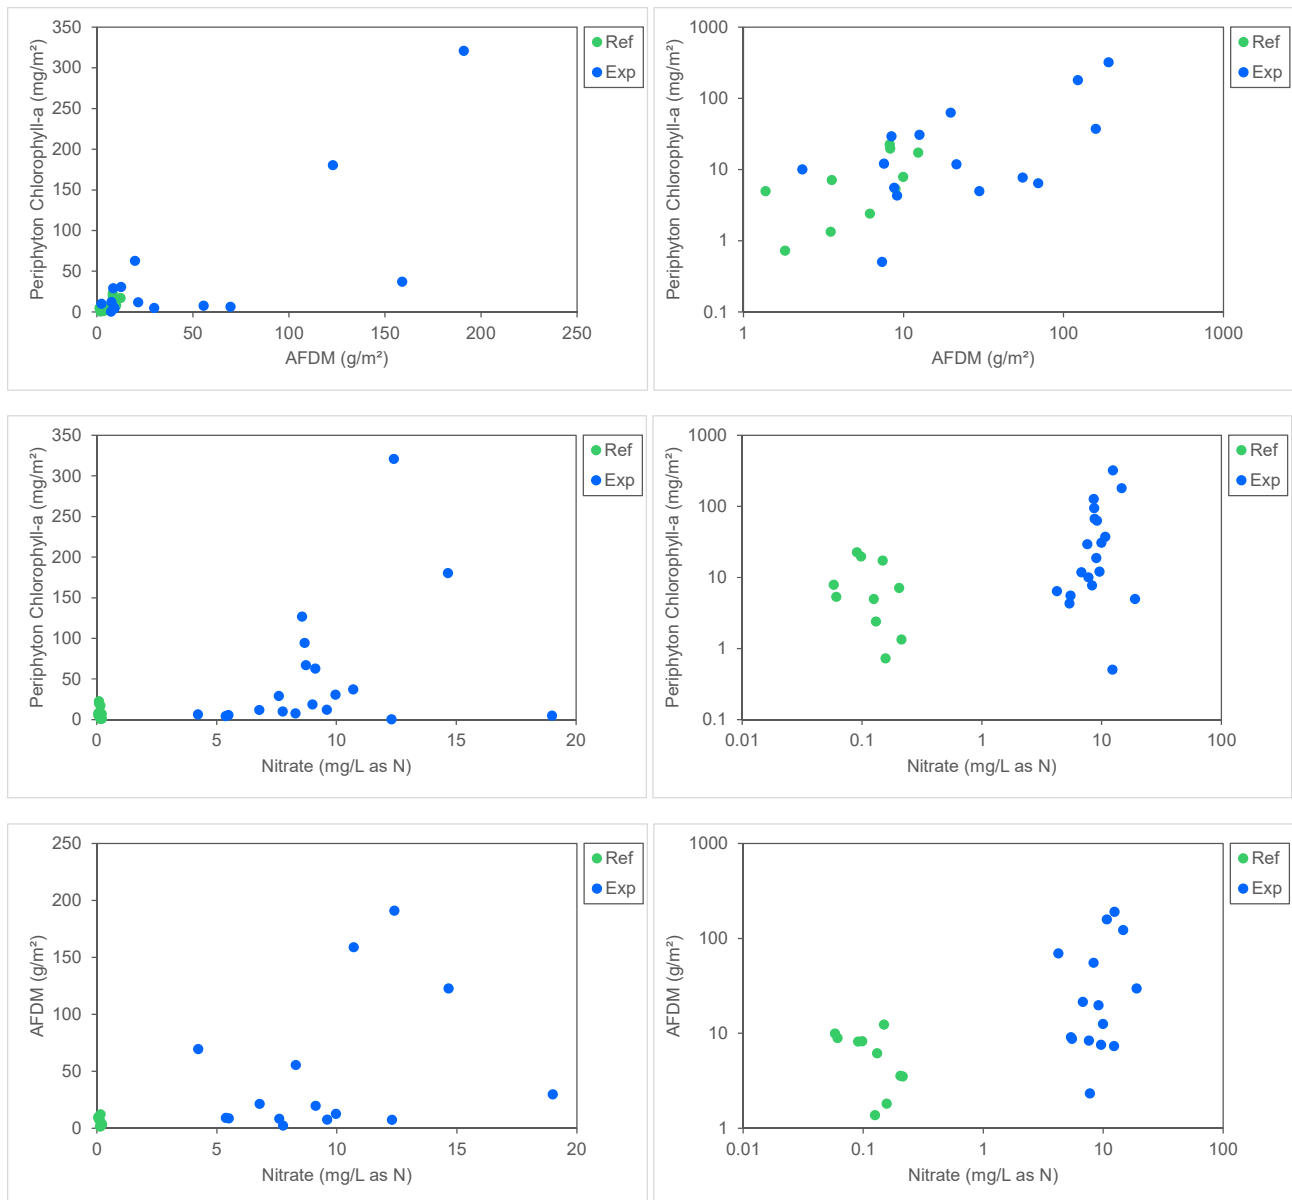 350
300
250
200
150
100
50
0
Periphyton Chlorophyll-a (mg/m²)
0 50 100 150 200 250
AFDM (g/m²)
Ref
Exp
1000
100
10
1
0.1
Periphyton Chlorophyll-a (mg/m²)
1 10 100 1000
AFDM (g/m²)
Ref
Exp
350
300
250
200
150
100
50
0
Periphyton Chlorophyll-a (mg/m²)
0 5 10 15 20
Nitrate (mg/L as N)
Ref
Exp
1000
100
10
1
0.1
Periphyton Chlorophyll-a (mg/m²)
0.01 0.1 1 10 100
Nitrate (mg/L as N)
Ref
Exp
250
200
150
100
50
0
AFDM (g/m²)
0 5 10 15 20
Nitrate (mg/L as N)
Ref
Exp
1000
100
10
1
AFDM (g/m²)
0.01 0.1 1 10 100
Nitrate (mg/L as N)
Ref
Exp